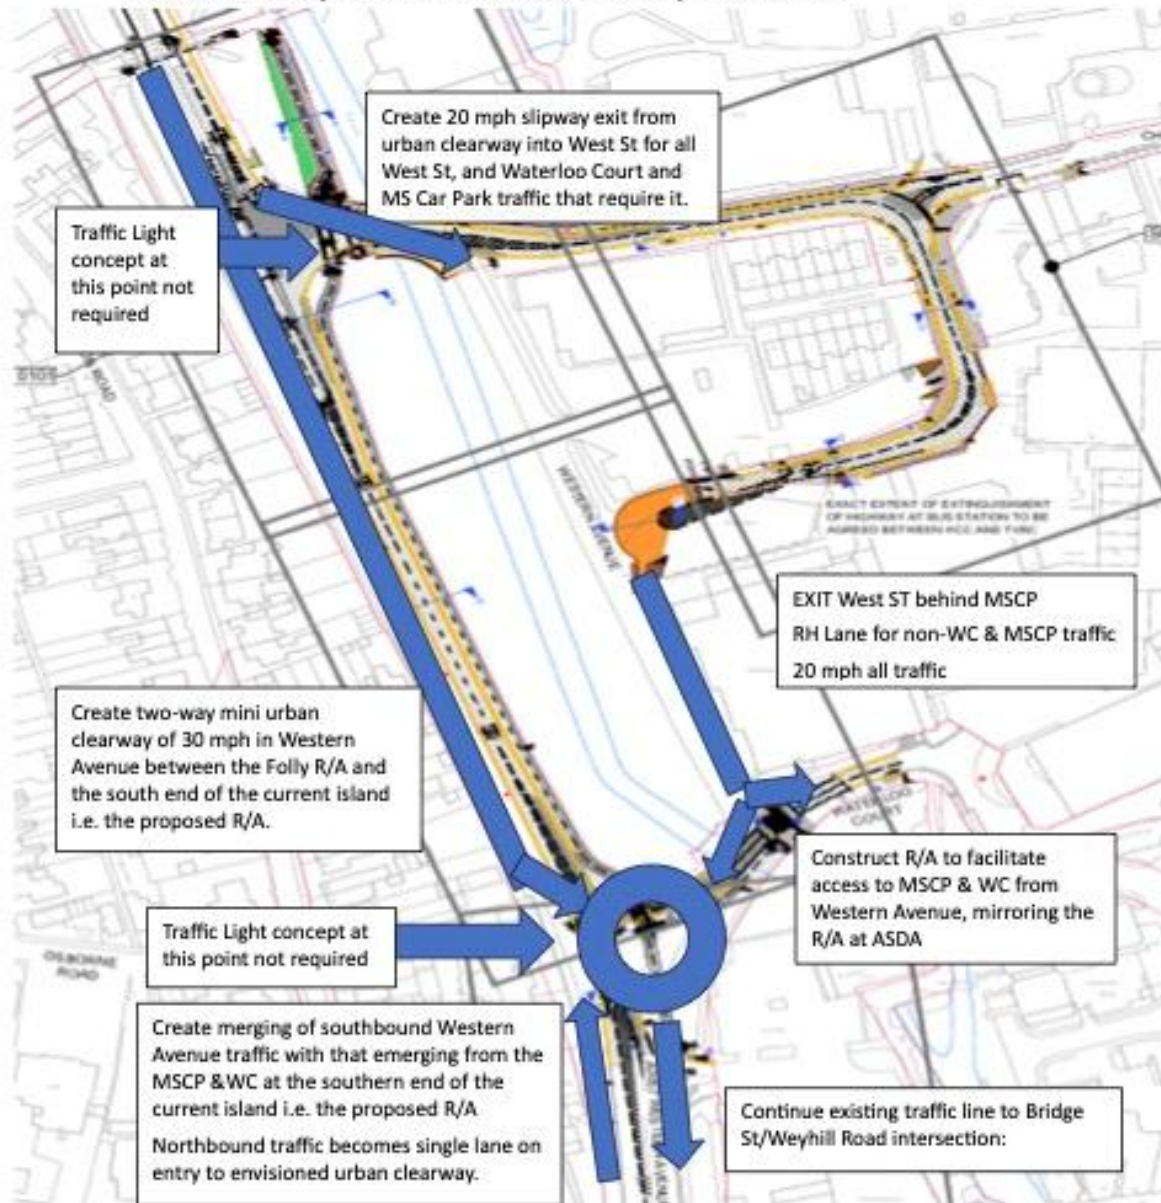 Create 20 mph slipway exit from
urban clearway into West St for all
West St, and Waterloo Court and
MS Car Park traffic that require it.
Traffic Light
concept at
this point not
required
ROAD
EXACT EXTENT OF EXTINGUISHMENT
OF HIGHWAY AT BUS STATION TO BE
AGREED BETWEEN HCC AND TVBC
EXIT West ST behind MSCP
RH Lane for non-WC & MSCP traffic
20 mph all traffic
Create two-way mini urban
clearway of 30 mph in Western
Avenue between the Folly R/A and
the south end of the current island
i.e. the proposed R/A.
WATERLOO
COURT
Construct R/A to facilitate
access to MSCP & WC from
Western Avenue, mirroring the
R/A at ASDA
Traffic Light concept at
this point not required
OSBORNE
ROAD
Create merging of southbound Western
Avenue traffic with that emerging from the
MSCP &WC at the southern end of the
current island i.e. the proposed R/A
Northbound traffic becomes single lane on
entry to envisioned urban clearway.
Continue existing traffic line to Bridge
St/Weyhill Road intersection: